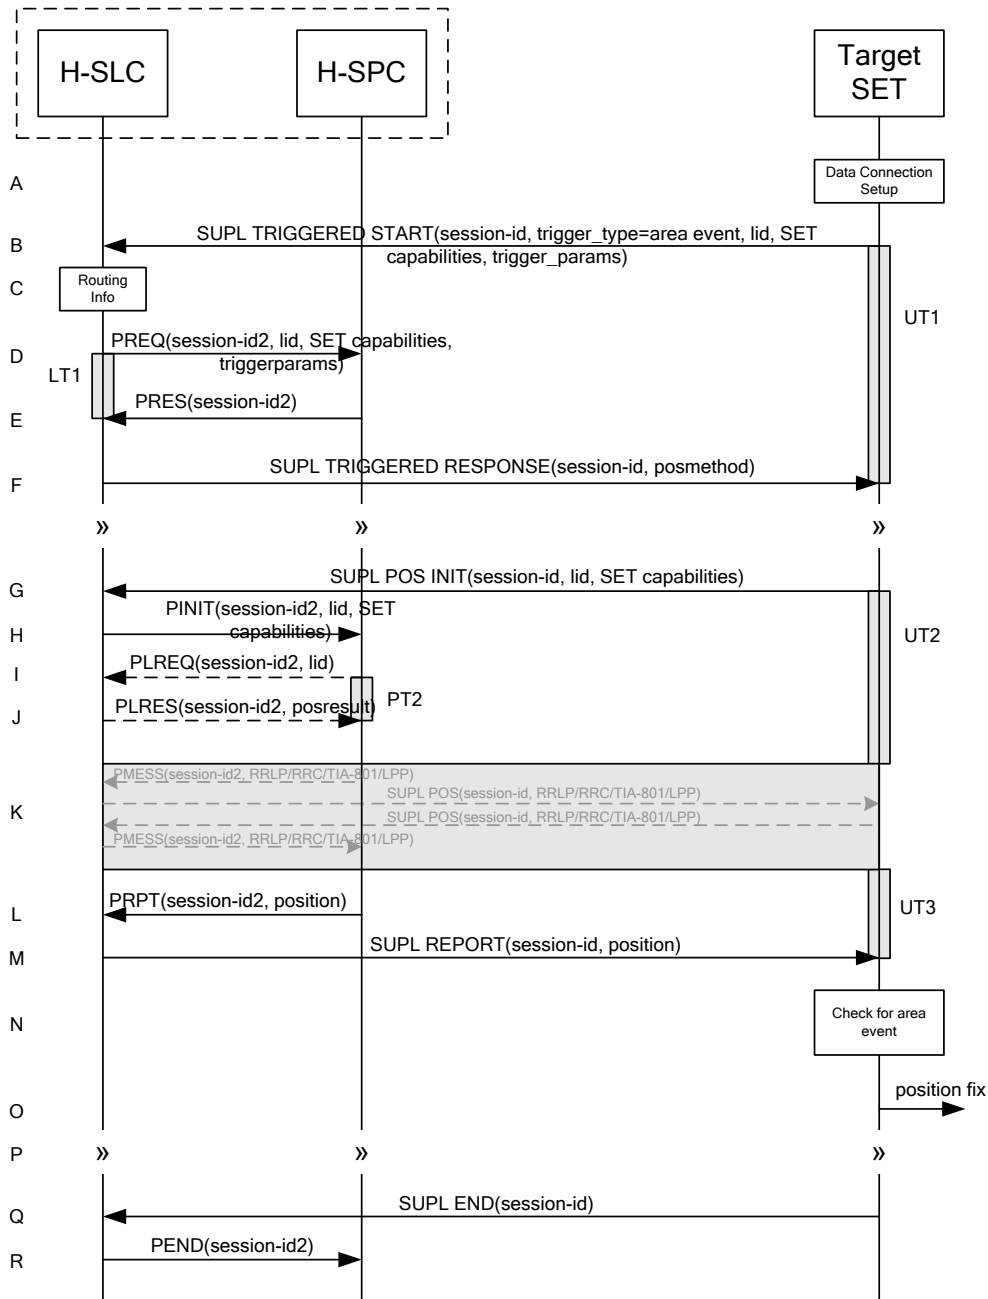 H-SLC
H-SPC
Target
SET
A
Data Connection
Setup
B
SUPL TRIGGERED START(session-id, trigger_type=area event, lid, SET
capabilities, trigger_params)
C
Routing
Info
UT1
D
PREQ(session-id2, lid, SET capabilities,
triggerparams)
LT1
E
PRES(session-id2)
F
SUPL TRIGGERED RESPONSE(session-id, posmethod)
» » »
G
SUPL POS INIT(session-id, lid, SET capabilities)
H
PINIT(session-id2, lid, SET
capabilities)
UT2
I
PLREQ(session-id2, lid)
J
PLRES(session-id2, posresult)
PT2
K
PMESS(session-id2, RRLP/RRC/TIA-801/LPP)
SUPL POS(session-id, RRLP/RRC/TIA-801/LPP)
SUPL POS(session-id, RRLP/RRC/TIA-801/LPP)
PMESS(session-id2, RRLP/RRC/TIA-801/LPP)
L
PRPT(session-id2, position)
UT3
M
SUPL REPORT(session-id, position)
N
Check for area
event
O
position fix
P
» » »
Q
SUPL END(session-id)
R
PEND(session-id2)